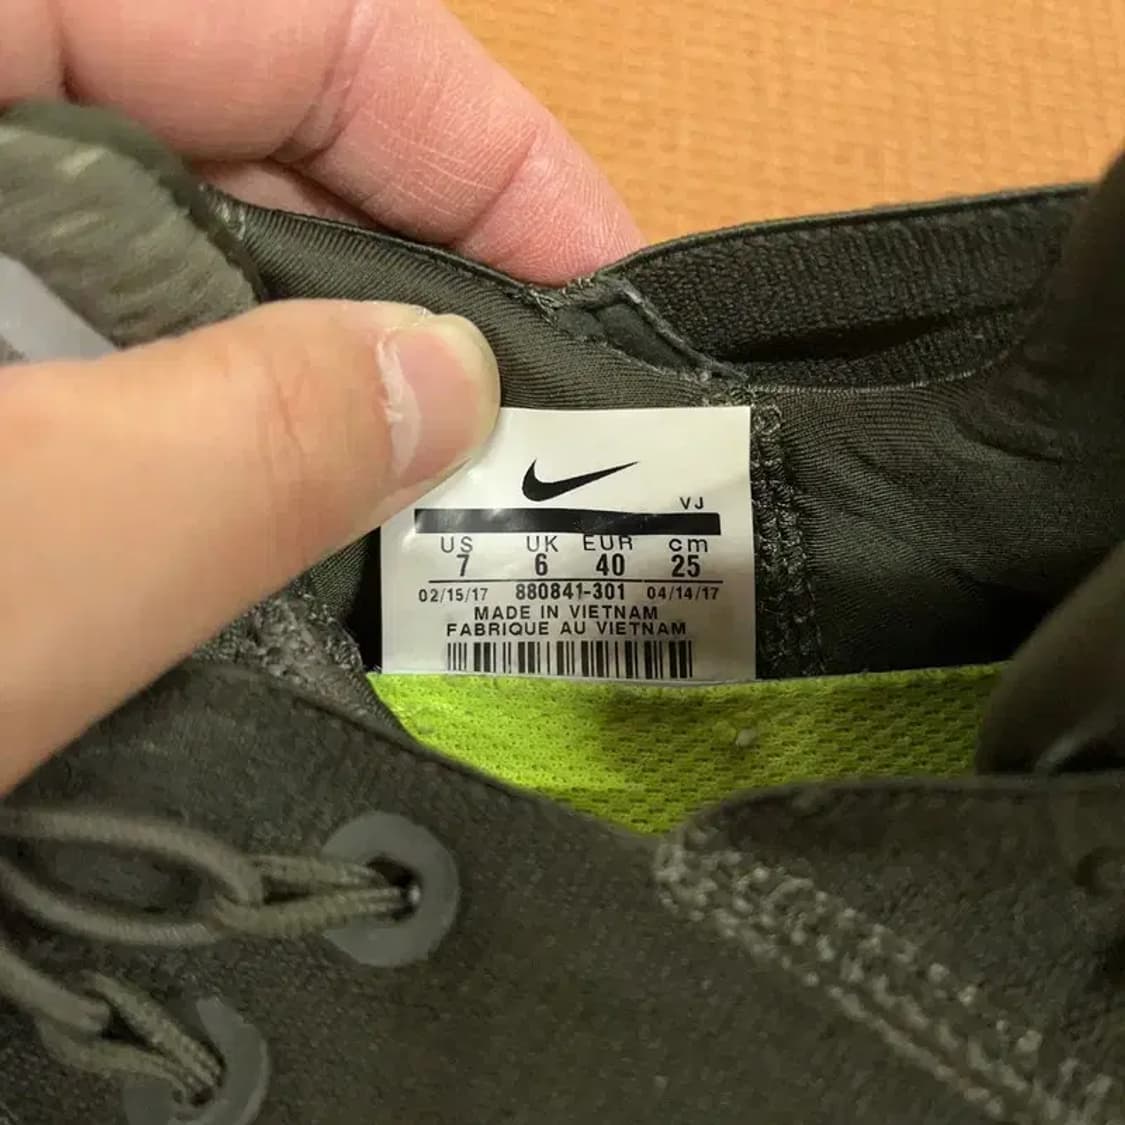 VJ
US UK EUR cm
7 6 40 25
02/15/17 880841-301 04/14/17
MADE IN VIETNAM
FABRIQUE AU VIETNAM